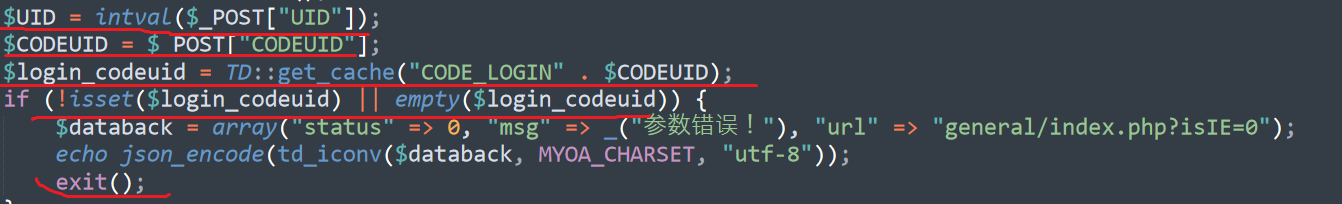 $UID = intval($_POST["UID"]);
$CODEUID = $_POST["CODEUID"];
$login_codeuid = TD::get_cache("CODE_LOGIN" . $CODEUID);
if (!isset($login_codeuid) || empty($login_codeuid)) {
$databack = array("status" => 0, "msg" => _("参数错误！"), "url" => "general/index.php?isIE=0");
echo json_encode(td_iconv($databack, MYOA_CHARSET, "utf-8"));
exit();